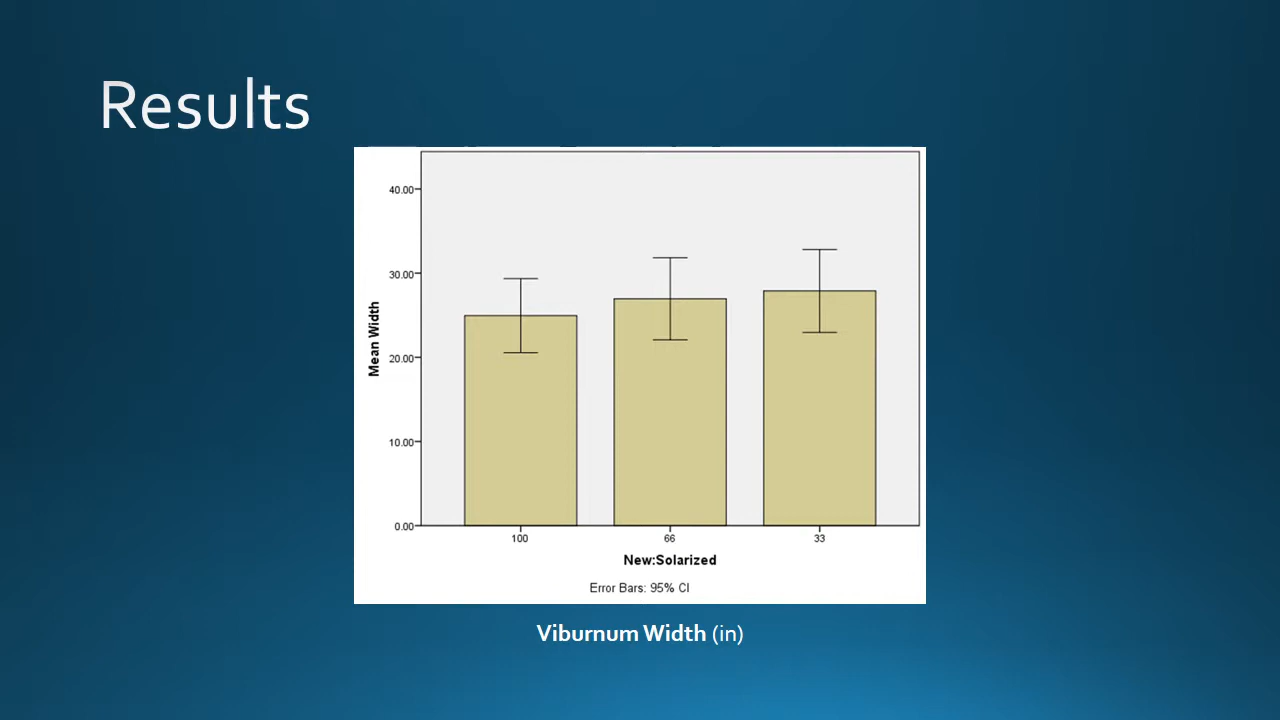 Results
40.00
30.00
20.00
10.00
0.00
Mean Width
100 66 33
New:Solarized
Error Bars: 95% CI
Viburnum Width (in)